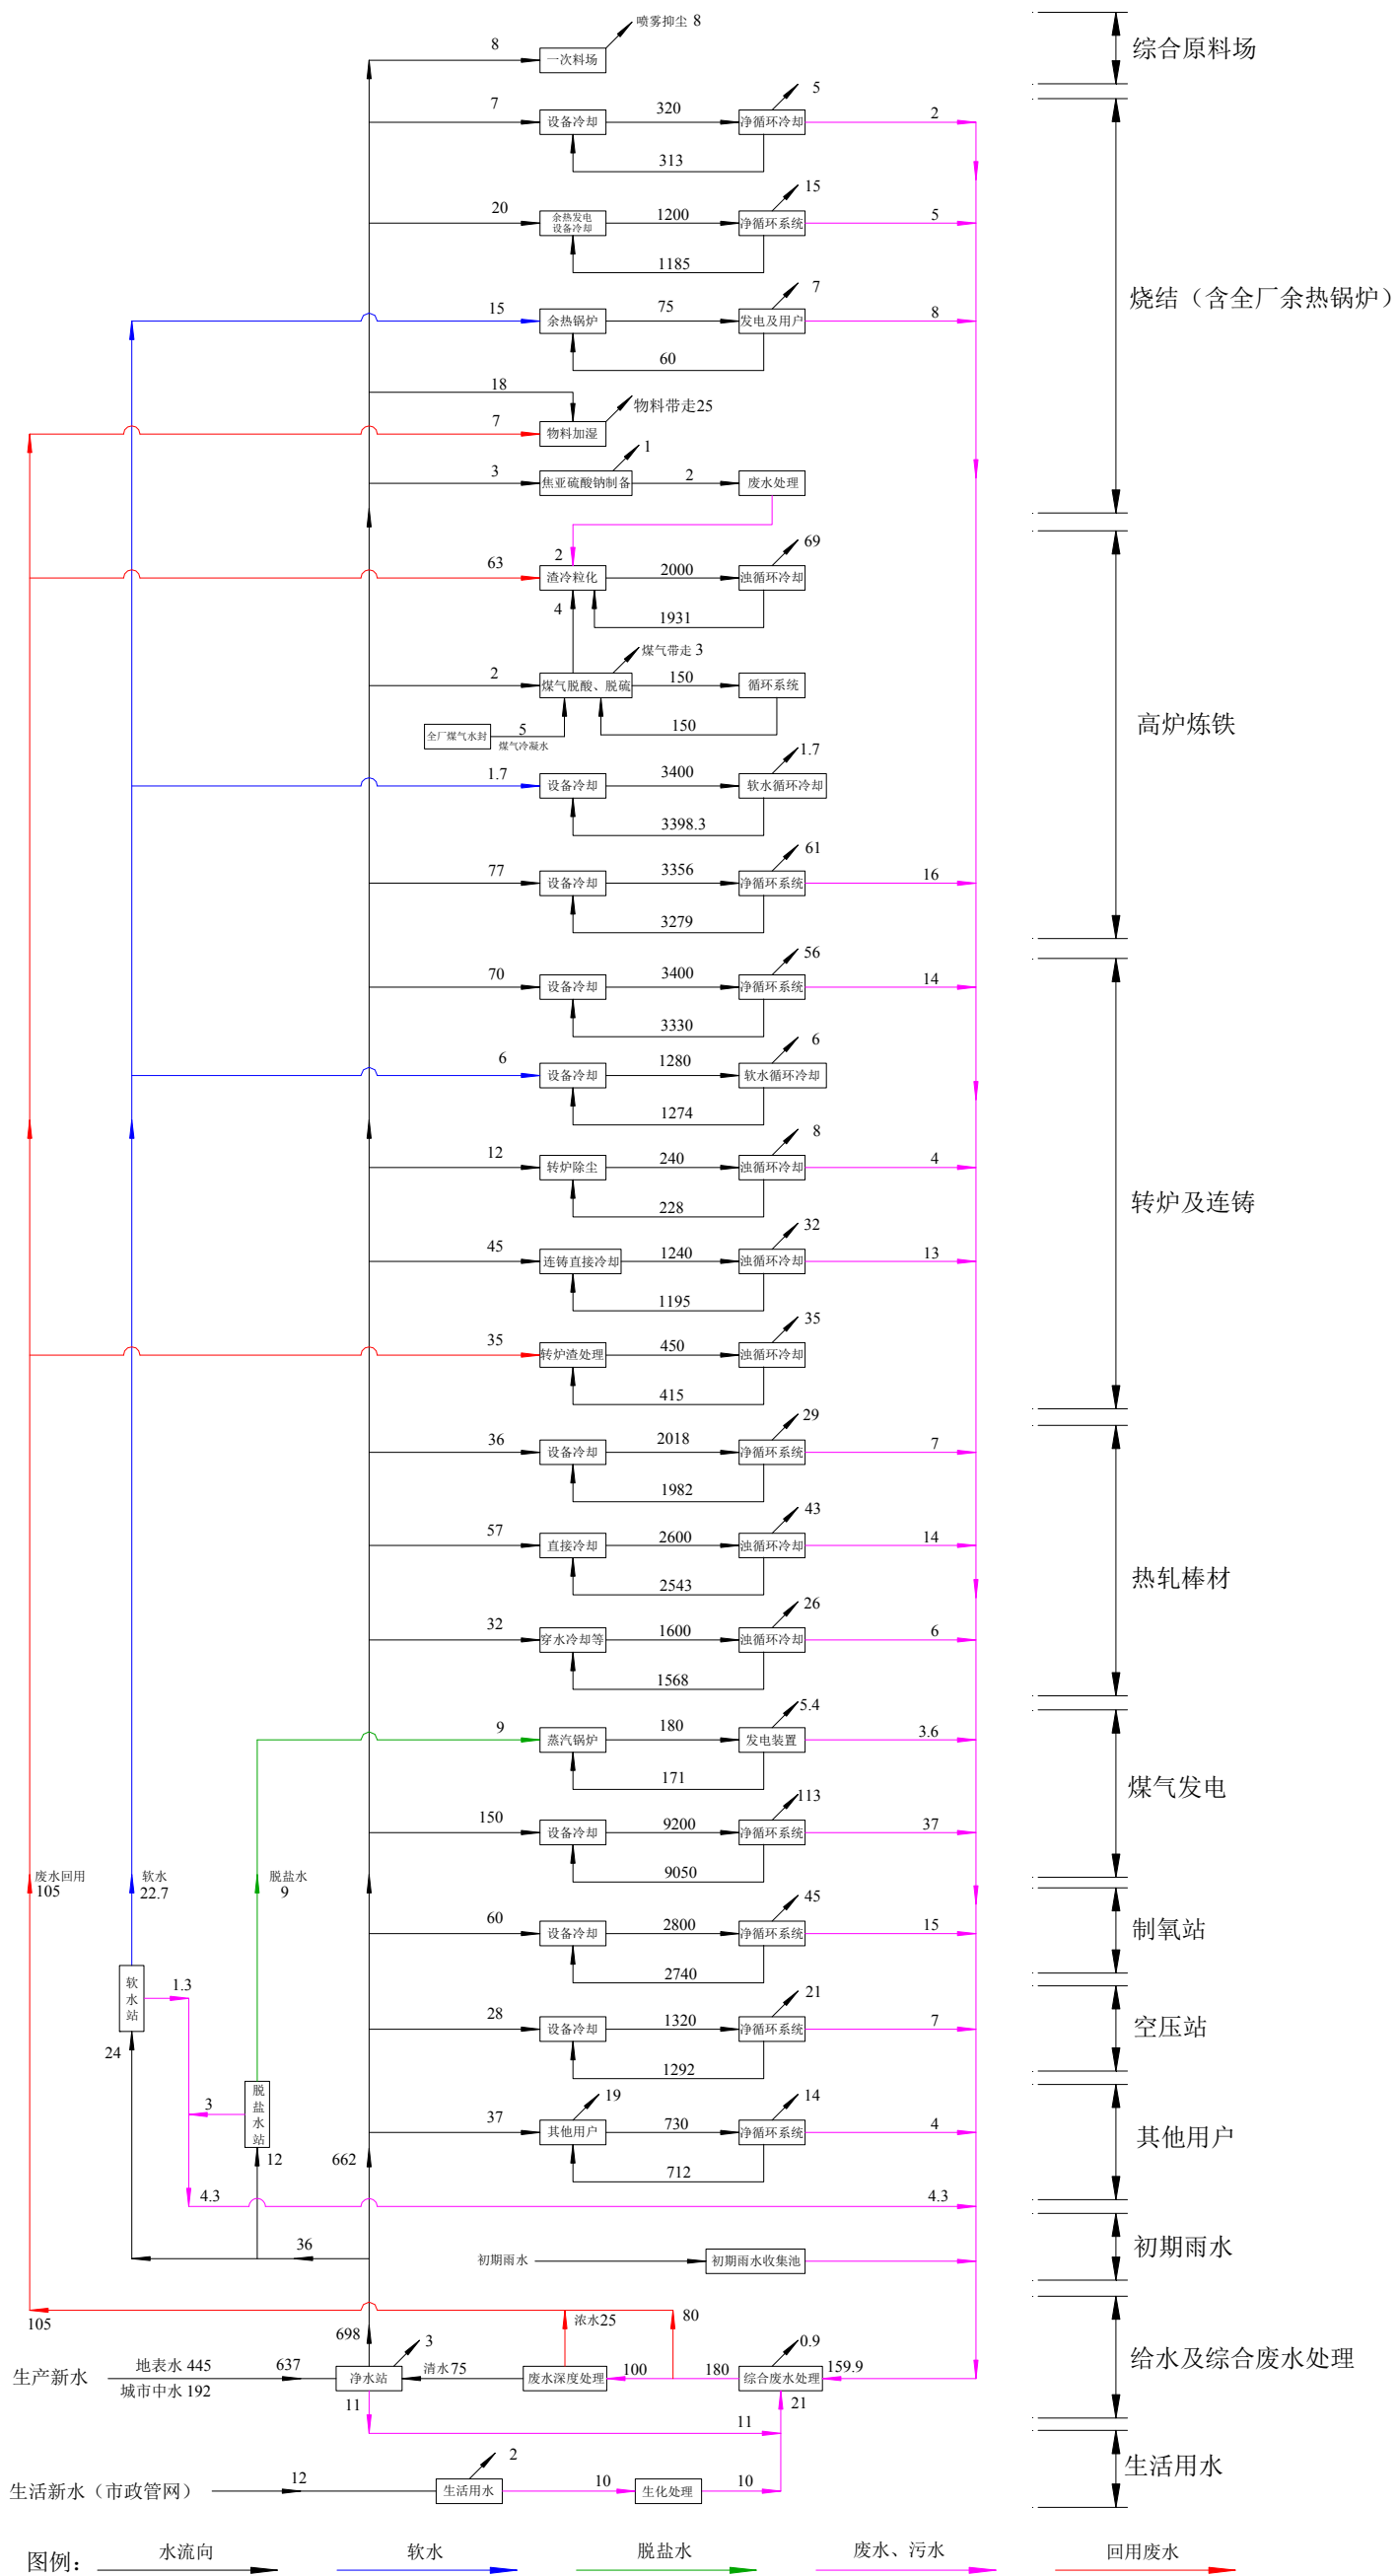 喷雾抑尘 8
8
一次料场
综合原料场
5
7
设备冷却
320
净循环冷却
2
313
15
20
余热发电
设备冷却
1200
净循环系统
5
1185
7
15
余热锅炉
75
发电及用户
8
60
烧结（含全厂余热锅炉）
18
物料带走25
7
物料加湿
1
3
焦亚硫酸钠制备
2
废水处理
69
2
63
渣冷粒化
2000
浊循环冷却
4
1931
煤气带走 3
2
煤气脱酸、脱硫
150
循环系统
全厂煤气水封
5
煤气冷凝水
150
高炉炼铁
1.7
1.7
设备冷却
3400
软水循环冷却
3398.3
61
77
设备冷却
3356
净循环系统
16
3279
56
70
设备冷却
3400
净循环系统
14
3330
6
6
设备冷却
1280
软水循环冷却
1274
8
12
转炉除尘
240
浊循环冷却
4
228
转炉及连铸
32
45
连铸直接冷却
1240
浊循环冷却
13
1195
35
35
转炉渣处理
450
浊循环冷却
415
29
36
设备冷却
2018
净循环系统
7
1982
43
57
直接冷却
2600
浊循环冷却
14
2543
热轧棒材
26
32
穿水冷却等
1600
浊循环冷却
6
1568
5.4
9
蒸汽锅炉
180
发电装置
3.6
171
煤气发电
113
150
设备冷却
9200
净循环系统
37
9050
废水回用
105
软水
22.7
脱盐水
9
45
60
设备冷却
2800
净循环系统
15
2740
制氧站
软水站
1.3
24
21
28
设备冷却
1320
净循环系统
7
1292
空压站
脱盐水站
3
12
19
14
37
其他用户
730
净循环系统
4
712
其他用户
662
4.3
4.3
36
初期雨水
初期雨水收集池
初期雨水
105
698
浓水25
80
3
0.9
生产新水
地表水 445
城市中水 192
637
净水站
清水75
废水深度处理
100
180
综合废水处理
159.9
给水及综合废水处理
11
21
11
2
生活新水（市政管网）
12
生活用水
10
生化处理
10
生活用水
图例：
水流向
软水
脱盐水
废水、污水
回用废水